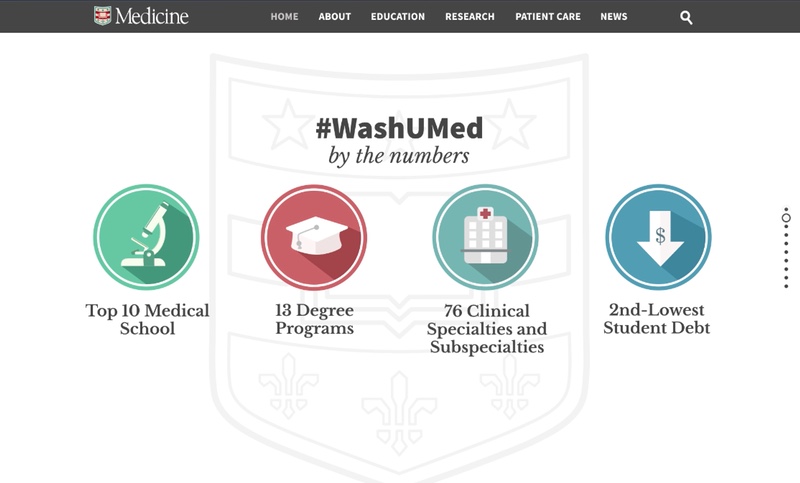 Medicine
HOME ABOUT EDUCATION RESEARCH PATIENT CARE NEWS
#WashUMed
by the numbers
Top 10 Medical
School
13 Degree
Programs
76 Clinical
Specialties and
Subspecialties
2nd-Lowest
Student Debt
$